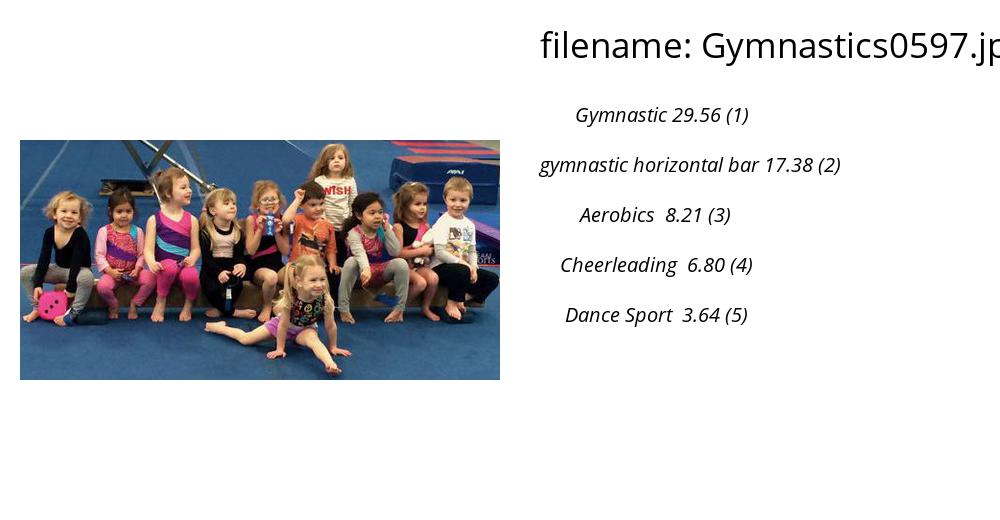 filename: Gymnastics0597.jp
Gymnastic 29.56 (1)
gymnastic horizontal bar 17.38 (2)
Aerobics 8.21 (3)
Cheerleading 6.80 (4)
Dance Sport 3.64 (5)
WISH